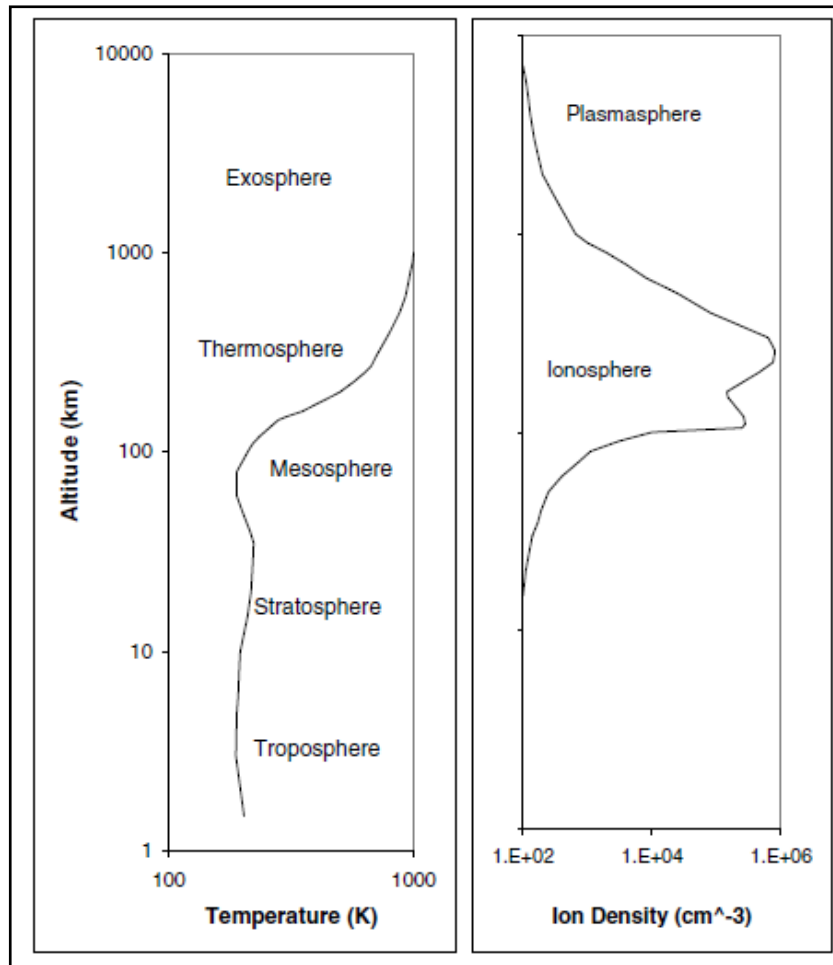 10000
Exosphere
1000
Thermosphere
100
Mesosphere
Stratosphere
10
Troposphere
1
100
1000
Altitude (km)
Temperature (K)
Plasmasphere
Ionosphere
1.E+02
1.E+04
1.E+06
Ion Density (cm^-3)